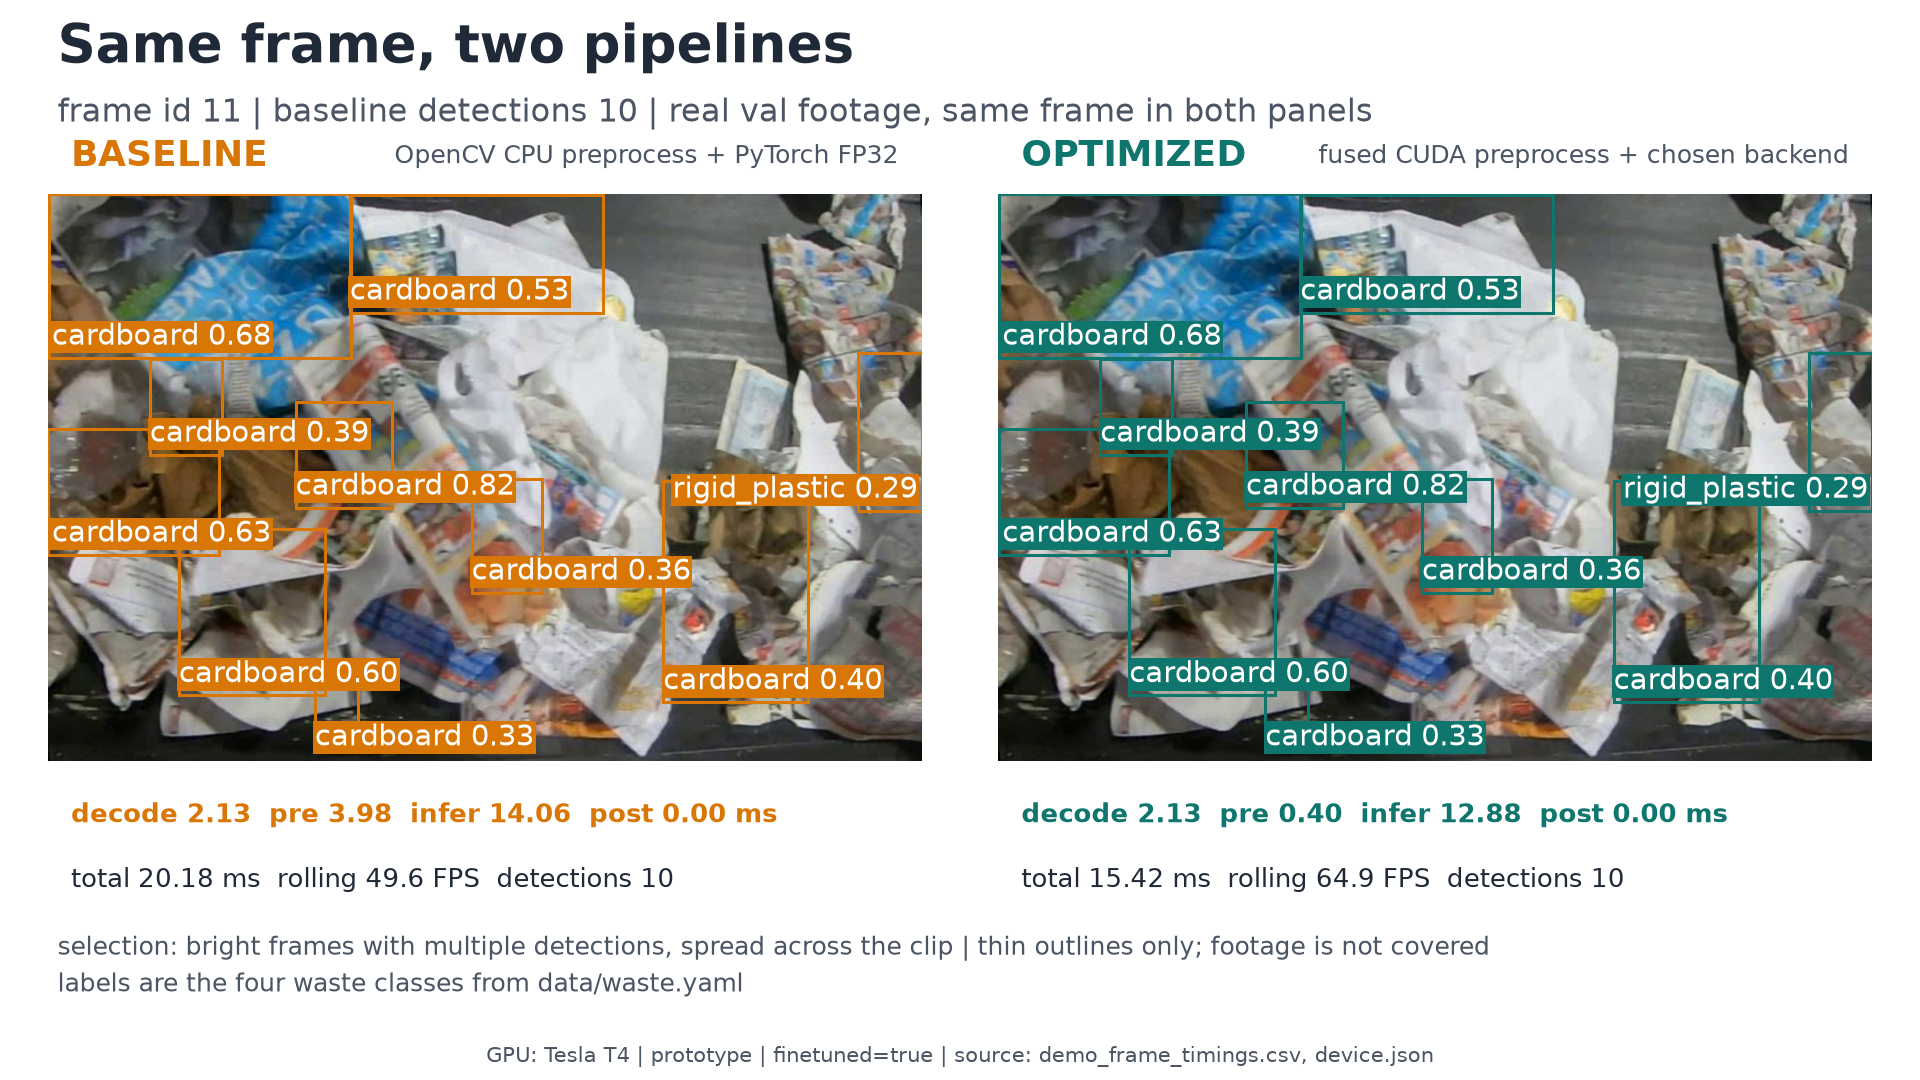 Same frame, two pipelines
frame id 11 | baseline detections 10 | real val footage, same frame in both panels
BASELINE OpenCV CPU preprocess + PyTorch FP32
OPTIMIZED fused CUDA preprocess + chosen backend
cardboard 0.53
cardboard 0.68
cardboard 0.39
cardboard 0.82
rigid_plastic 0.29
cardboard 0.63
cardboard 0.36
cardboard 0.60
cardboard 0.40
cardboard 0.33
cardboard 0.53
cardboard 0.68
cardboard 0.39
cardboard 0.82
rigid_plastic 0.29
cardboard 0.63
cardboard 0.36
cardboard 0.60
cardboard 0.40
cardboard 0.33
decode 2.13 pre 3.98 infer 14.06 post 0.00 ms
total 20.18 ms rolling 49.6 FPS detections 10
decode 2.13 pre 0.40 infer 12.88 post 0.00 ms
total 15.42 ms rolling 64.9 FPS detections 10
selection: bright frames with multiple detections, spread across the clip | thin outlines only; footage is not covered
labels are the four waste classes from data/waste.yaml
GPU: Tesla T4 | prototype | finetuned=true | source: demo_frame_timings.csv, device.json